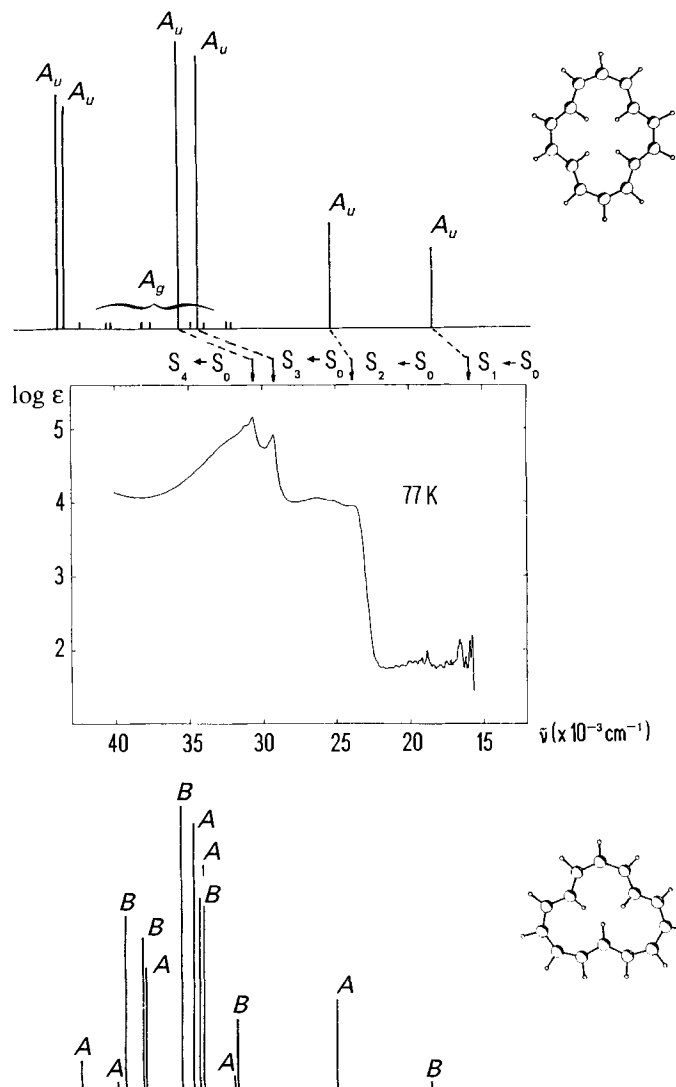 A_u A_u
A_u A_u
A_u A_u
A_g
S_4 ← S_0 S_3 ← S_0 S_2 ← S_0 S_1 ← S_0
log ε
5
77 K
4
3
2
40 35 30 25 20 15 ν̃ (x 10⁻³ cm⁻¹)
B
A
A
B B
B
A A
B
A A A B